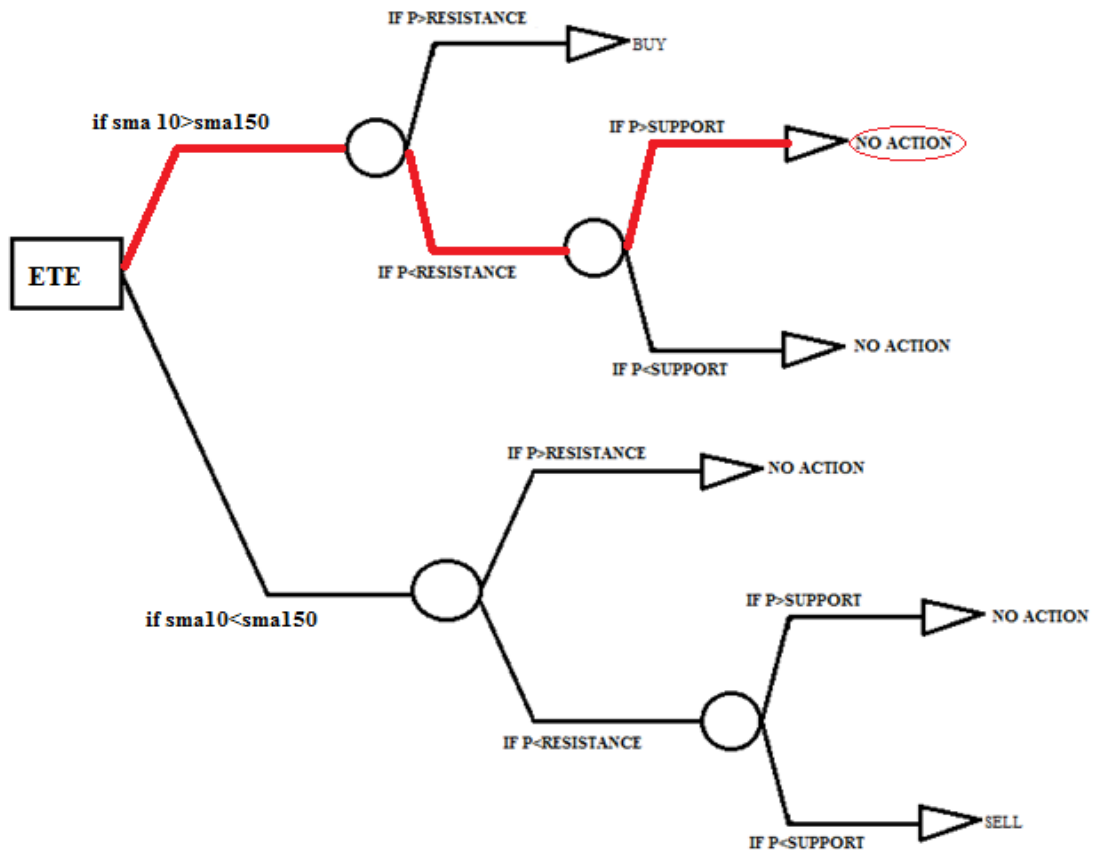 IF P>RESISTANCE
BUY
if sma 10>sma150
IF P>SUPPORT
NO ACTION
ETE
IF P<RESISTANCE
NO ACTION
IF P<SUPPORT
IF P>RESISTANCE
NO ACTION
if sma10<sma150
IF P>SUPPORT
NO ACTION
IF P<RESISTANCE
SELL
IF P<SUPPORT